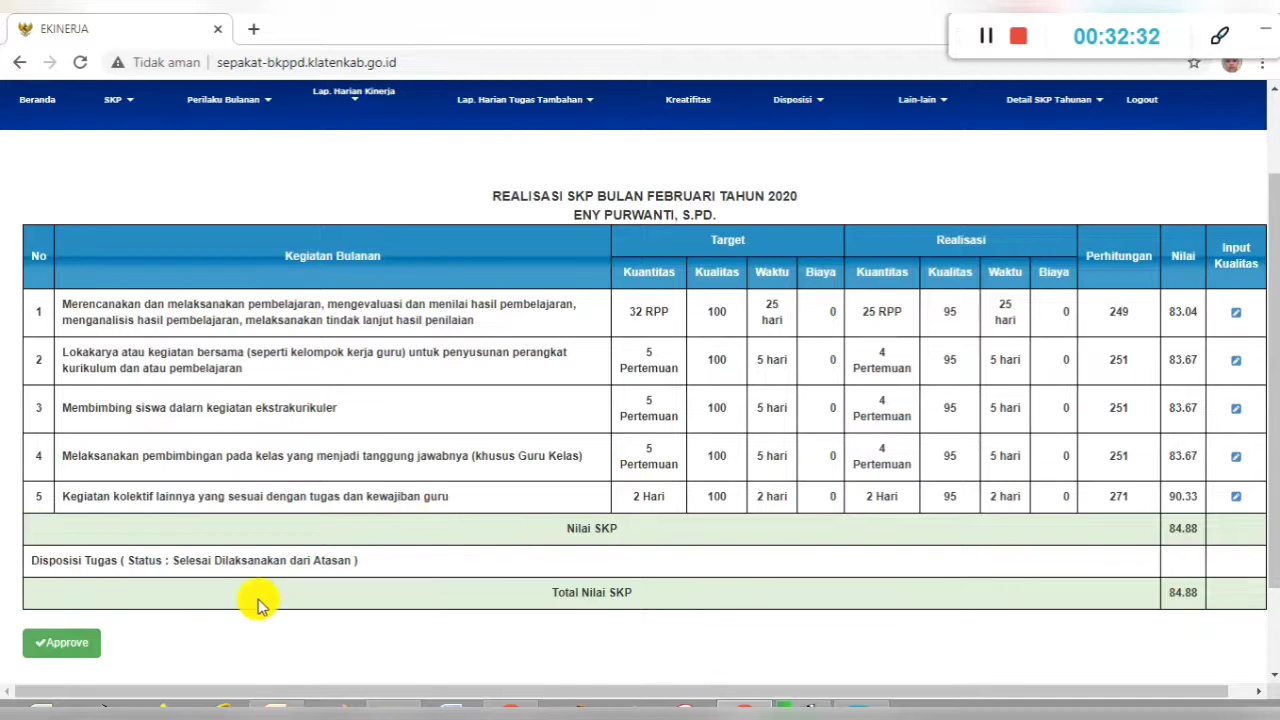 EKINERJA
00:32:32
Tidak aman
sepakat-bkppd.klatenkab.go.id
Beranda SKP Perilaku Bulanan Lap. Harian Kinerja Lap. Harian Tugas Tambahan Kreatifitas Disposisi Lain-lain Detail SKP Tahunan Logout
REALISASI SKP BULAN FEBRUARI TAHUN 2020
ENY PURWANTI, S.PD.
No Kegiatan Bulanan Target Realisasi Perhitungan Nilai Input Kualitas
Kuantitas Kualitas Waktu Biaya Kuantitas Kualitas Waktu Biaya
1 Merencanakan dan melaksanakan pembelajaran, mengevaluasi dan menilai hasil pembelajaran,
menganalisis hasil pembelajaran, melaksanakan tindak lanjut hasil penilaian
32 RPP 100 25 hari 0 25 RPP 95 25 hari 0 249 83.04
2 Lokakarya atau kegiatan bersama (seperti kelompok kerja guru) untuk penyusunan perangkat
kurikulum dan atau pembelajaran
5 Pertemuan 100 5 hari 0 4 Pertemuan 95 5 hari 0 251 83.67
3 Membimbing siswa dalarn kegiatan ekstrakurikuler
5 Pertemuan 100 5 hari 0 4 Pertemuan 95 5 hari 0 251 83.67
4 Melaksanakan pembimbingan pada kelas yang menjadi tanggung jawabnya (khusus Guru Kelas)
5 Pertemuan 100 5 hari 0 4 Pertemuan 95 5 hari 0 251 83.67
5 Kegiatan kolektif lainnya yang sesuai dengan tugas dan kewajiban guru
2 Hari 100 2 hari 0 2 Hari 95 2 hari 0 271 90.33
Nilai SKP 84.88
Disposisi Tugas ( Status : Selesai Dilaksanakan dari Atasan )
Total Nilai SKP 84.88
Approve